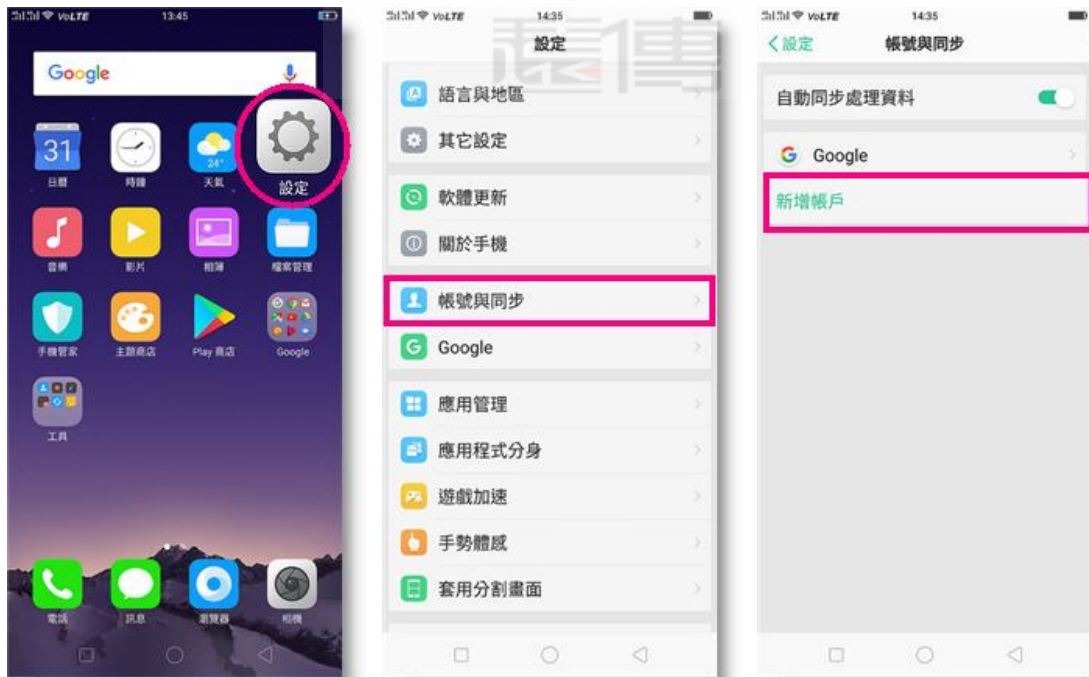 VoLTE 13:45
Google
31
24°
日曆 時鐘 天氣 設定
音樂 影片 相簿 檔案管理
手機管家 主題商店 Play 商店 Google
工具
電話 訊息 瀏覽器 相機
VoLTE 14:35
遠傳
設定
語言與地區
其它設定
軟體更新
關於手機
帳號與同步
Google
應用管理
應用程式分身
遊戲加速
手勢體感
套用分割畫面
VoLTE 14:35
設定 帳號與同步
自動同步處理資料
Google
新增帳戶